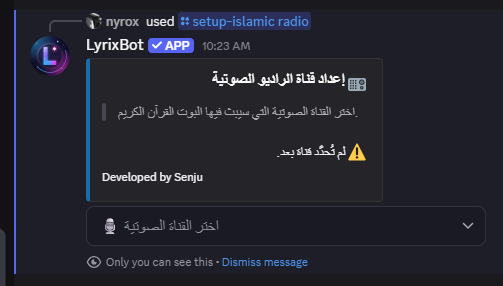 nyrox used setup-islamic radio
LyrixBot ✓ APP 10:23 AM
📻 إعداد قناة الراديو الصوتية
اختر القناة الصوتية التي سيبث فيها البوت القرآن الكريم.
⚠️ لم تُحدَّد قناة بعد.
Developed by Senju
🎙️ اختر القناة الصوتية
Only you can see this • Dismiss message